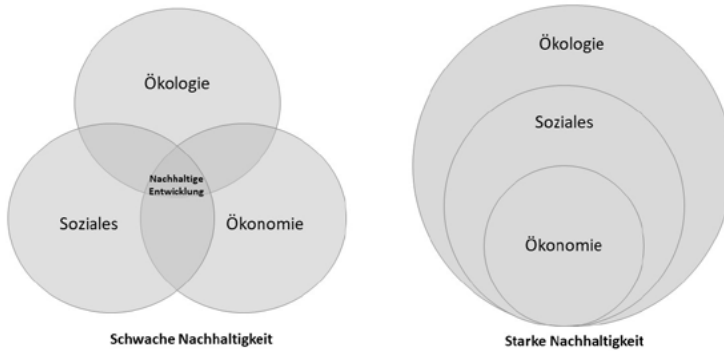 Ökologie
Nachhaltige
Entwicklung
Soziales
Ökonomie
Schwache Nachhaltigkeit
Ökologie
Soziales
Ökonomie
Starke Nachhaltigkeit